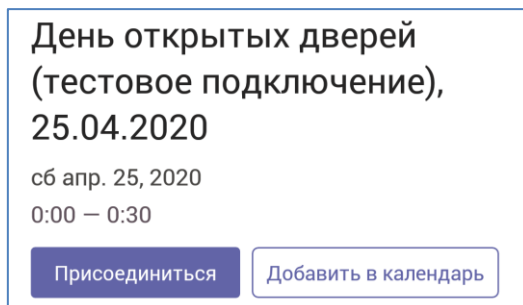 День открытых дверей
(тестовое подключение),
25.04.2020
сб апр. 25, 2020
0:00 — 0:30
Присоединиться
Добавить в календарь